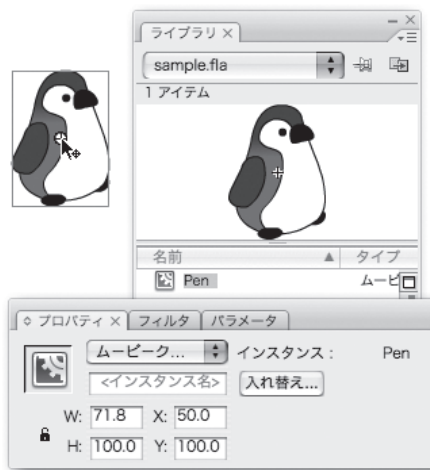 ライブラリ ×
sample.fla
1 アイテム
名前 タイプ
Pen ムービ
プロパティ × フィルタ パラメータ
ムービーク... インスタンス : Pen
<インスタンス名> 入れ替え...
W: 71.8 X: 50.0
H: 100.0 Y: 100.0